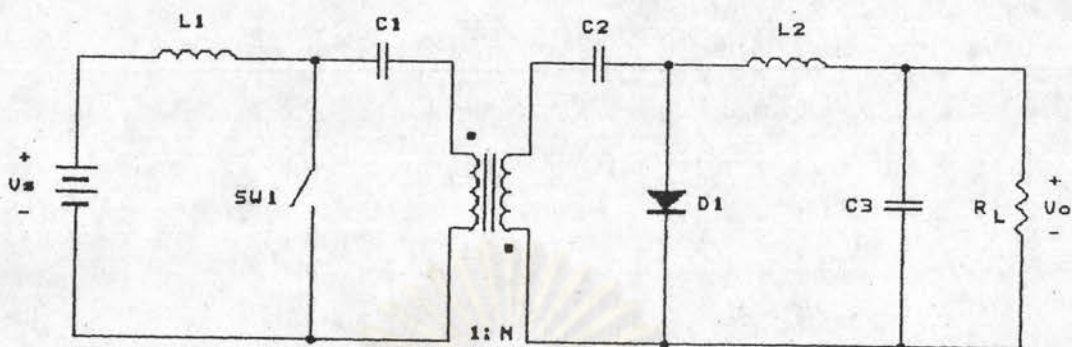 L1
C1
C2
L2
+
Vs
-
SW1
D1
C3
RL
+
Vo
-
1:N